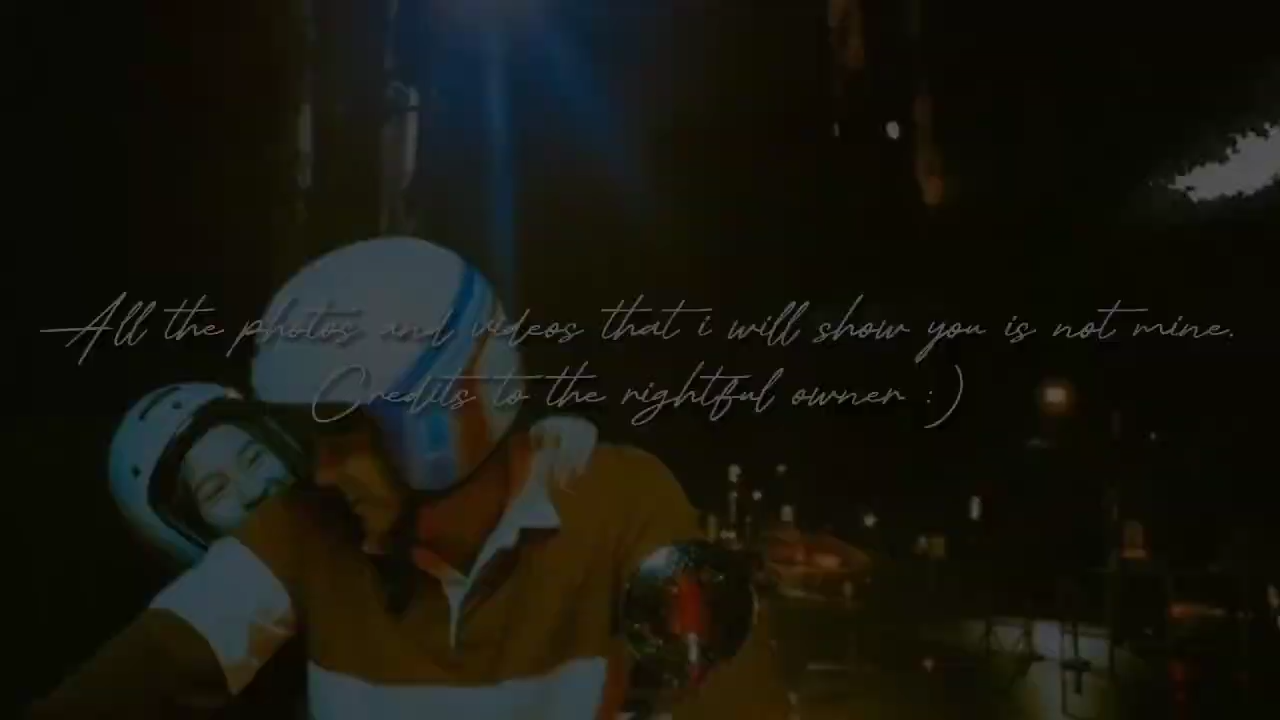 All the photos and videos that i will show you is not mine.
Credits to the rightful owner :)